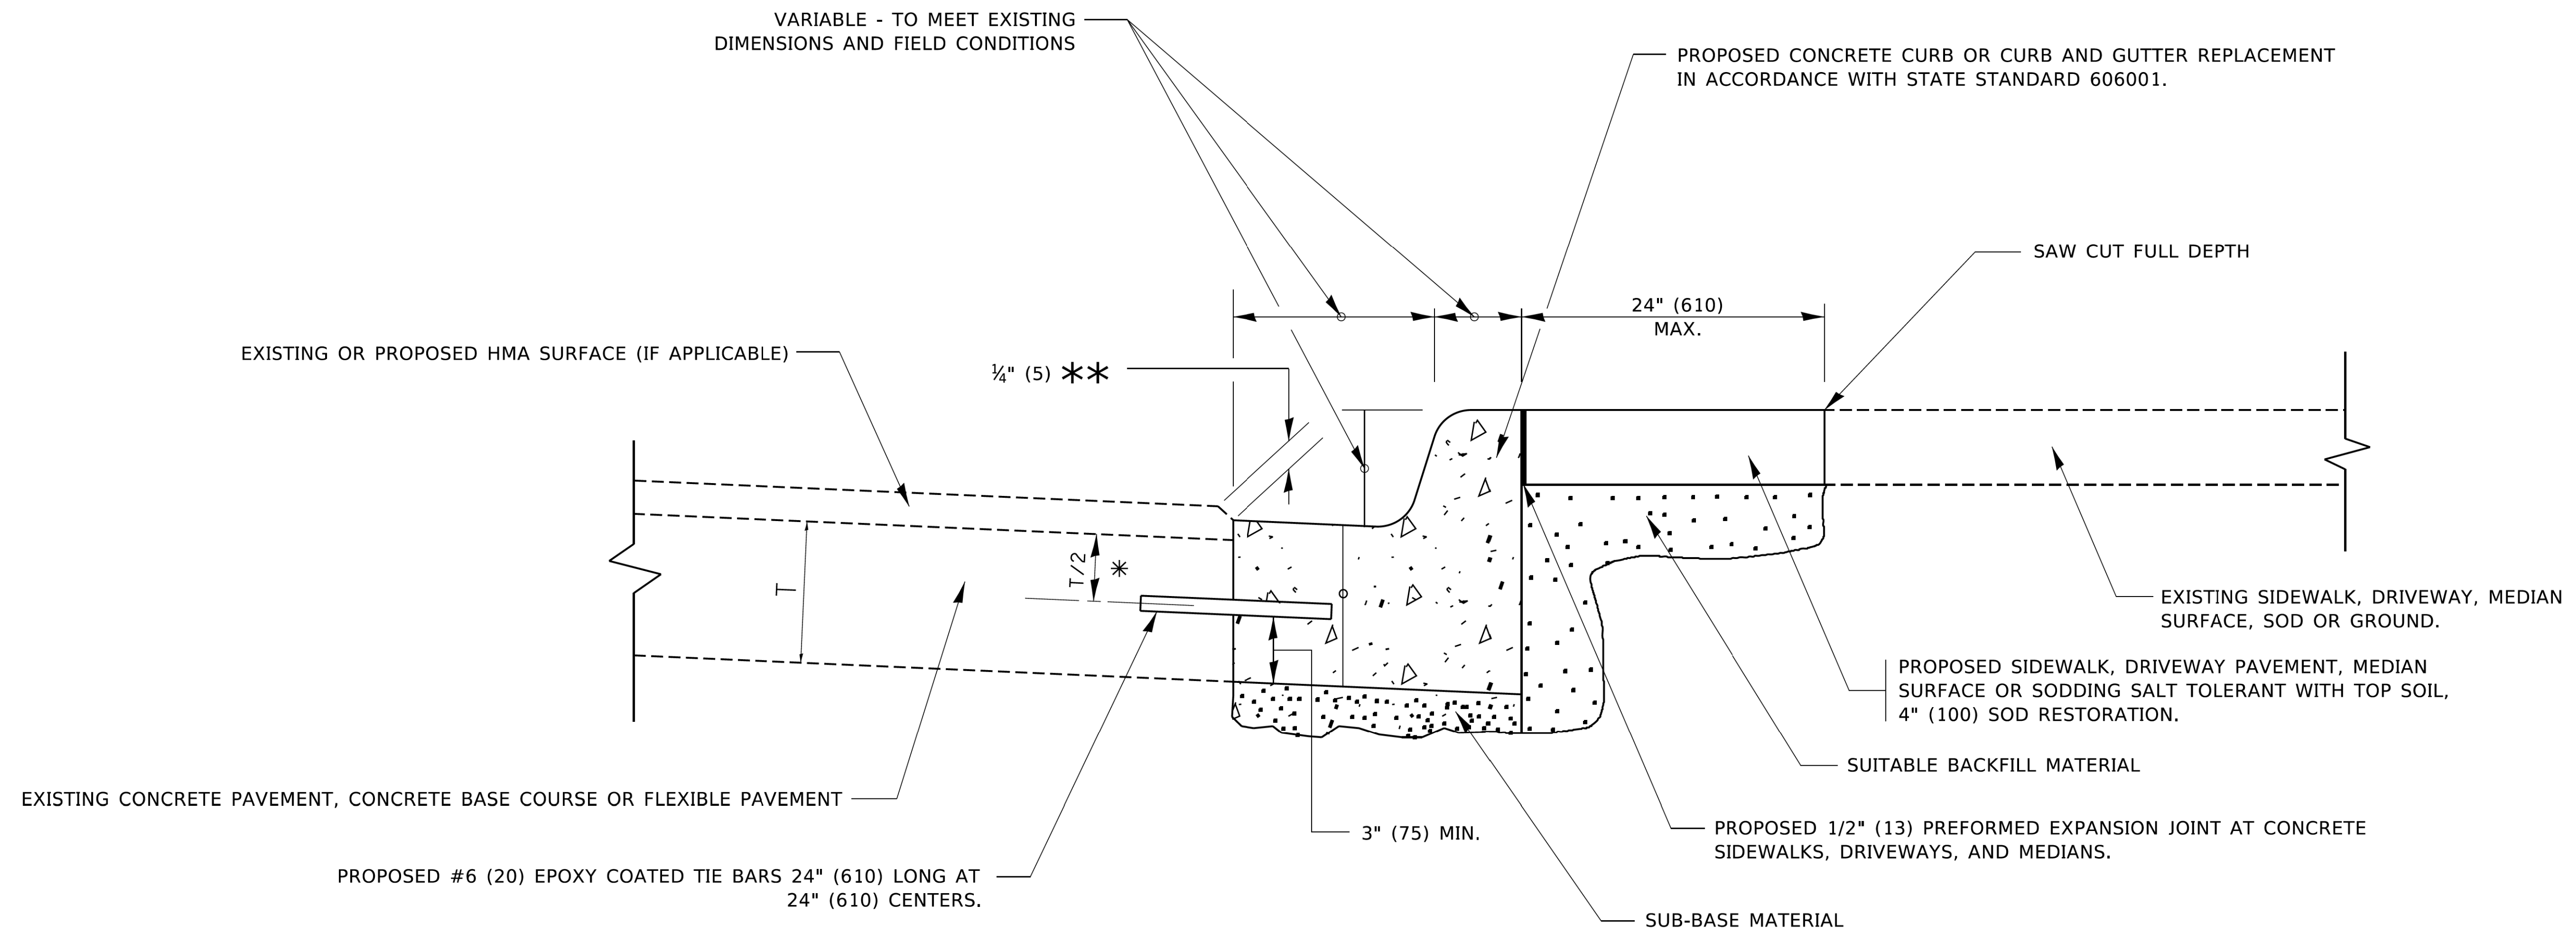 VARIABLE - TO MEET EXISTING
DIMENSIONS AND FIELD CONDITIONS
PROPOSED CONCRETE CURB OR CURB AND GUTTER REPLACEMENT
IN ACCORDANCE WITH STATE STANDARD 606001.
SAW CUT FULL DEPTH
24" (610)
MAX.
EXISTING OR PROPOSED HMA SURFACE (IF APPLICABLE)
¼" (5) **
T
T/2
*
EXISTING SIDEWALK, DRIVEWAY, MEDIAN
SURFACE, SOD OR GROUND.
PROPOSED SIDEWALK, DRIVEWAY PAVEMENT, MEDIAN
SURFACE OR SODDING SALT TOLERANT WITH TOP SOIL,
4" (100) SOD RESTORATION.
SUITABLE BACKFILL MATERIAL
EXISTING CONCRETE PAVEMENT, CONCRETE BASE COURSE OR FLEXIBLE PAVEMENT
3" (75) MIN.
PROPOSED 1/2" (13) PREFORMED EXPANSION JOINT AT CONCRETE
SIDEWALKS, DRIVEWAYS, AND MEDIANS.
PROPOSED #6 (20) EPOXY COATED TIE BARS 24" (610) LONG AT
24" (610) CENTERS.
SUB-BASE MATERIAL